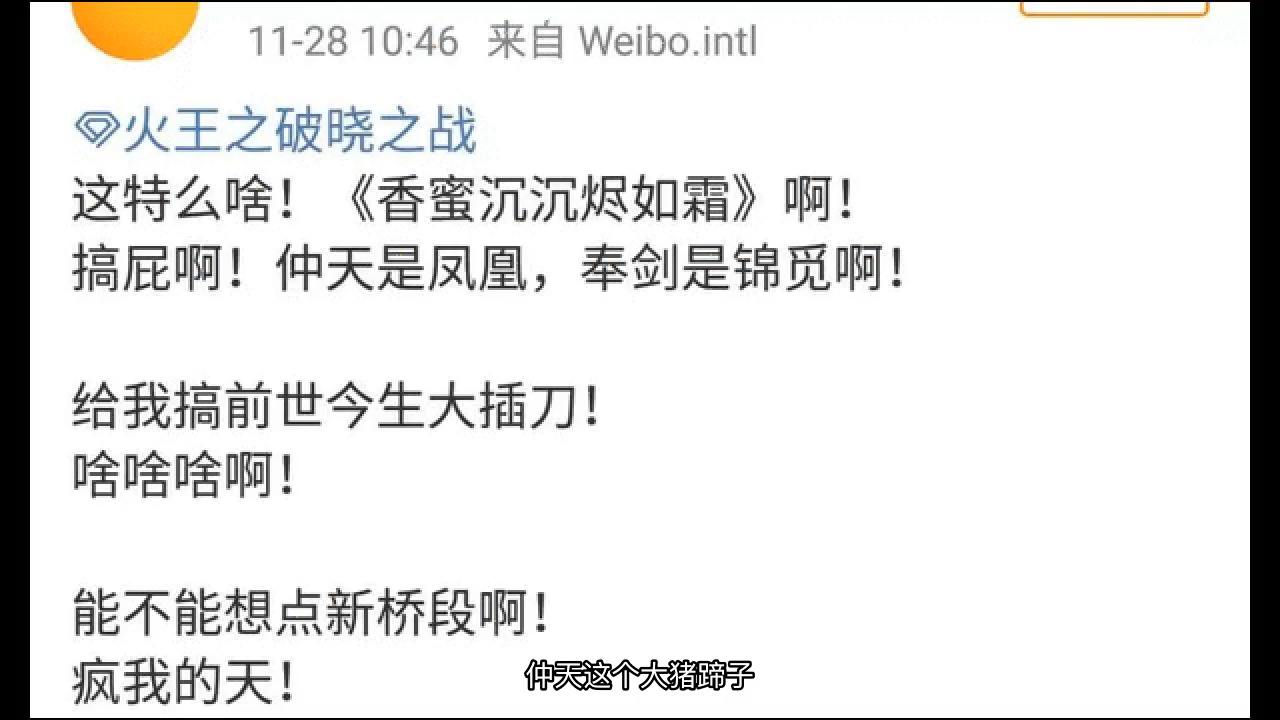 11-28 10:46 来自 Weibo.intl
火王之破晓之战
这特么啥！《香蜜沉沉烬如霜》啊！
搞屁啊！仲天是凤凰，奉剑是锦觅啊！
给我搞前世今生大插刀！
啥啥啥啊！
能不能想点新桥段啊！
疯我的天！
仲天这个大猪蹄子